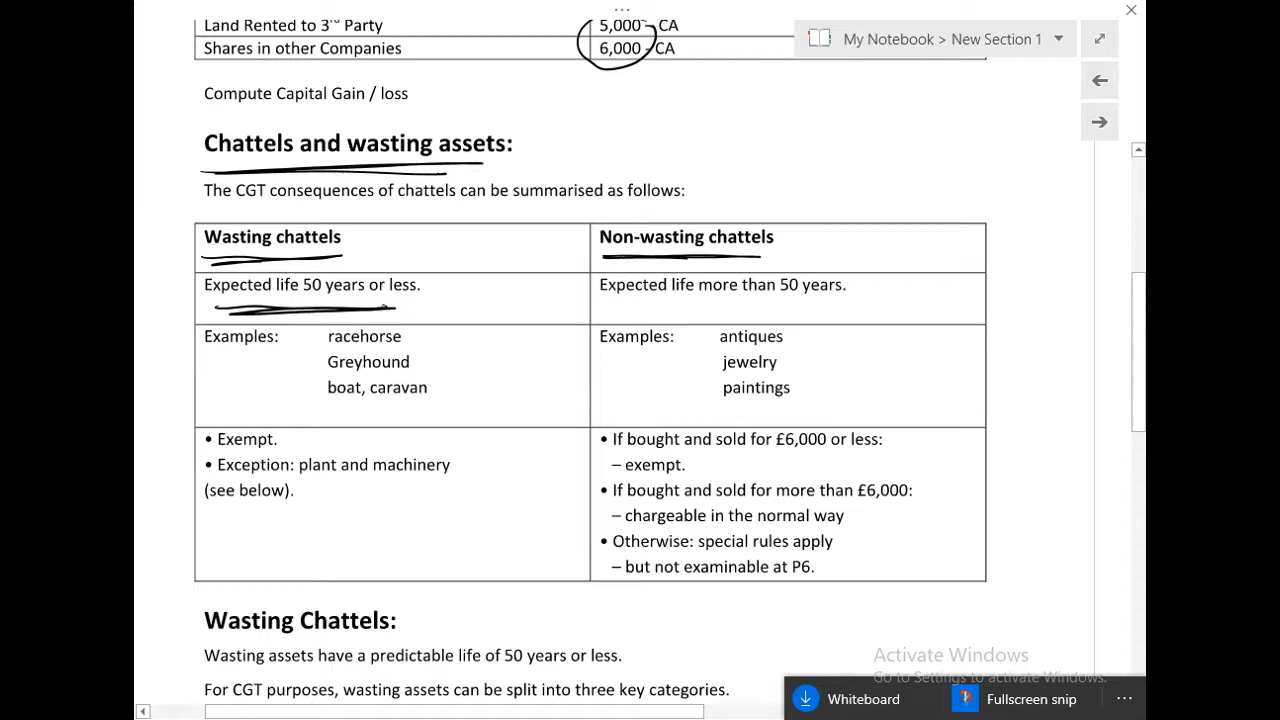 Land Rented to 3rd Party 5,000 – CA
Shares in other Companies 6,000 - CA
My Notebook > New Section 1
Compute Capital Gain / loss
Chattels and wasting assets:
The CGT consequences of chattels can be summarised as follows:
Wasting chattels
Non-wasting chattels
Expected life 50 years or less.
Expected life more than 50 years.
Examples: racehorse
Greyhound
boat, caravan
Examples: antiques
jewelry
paintings
• Exempt.
• Exception: plant and machinery
(see below).
• If bought and sold for £6,000 or less:
– exempt.
• If bought and sold for more than £6,000:
– chargeable in the normal way
• Otherwise: special rules apply
– but not examinable at P6.
Wasting Chattels:
Wasting assets have a predictable life of 50 years or less.
For CGT purposes, wasting assets can be split into three key categories.
Activate Windows
Go to Settings to activate Windows.
Whiteboard
Fullscreen snip